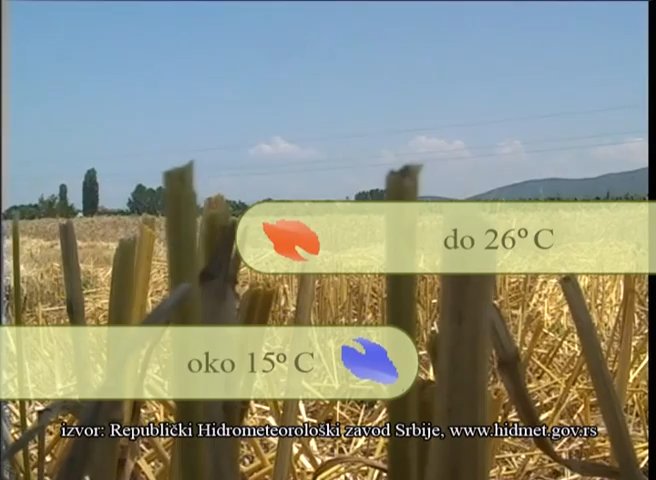 do 26º C
oko 15º C
izvor: Republički Hidrometeorološki zavod Srbije, www.hidmet.gov.rs